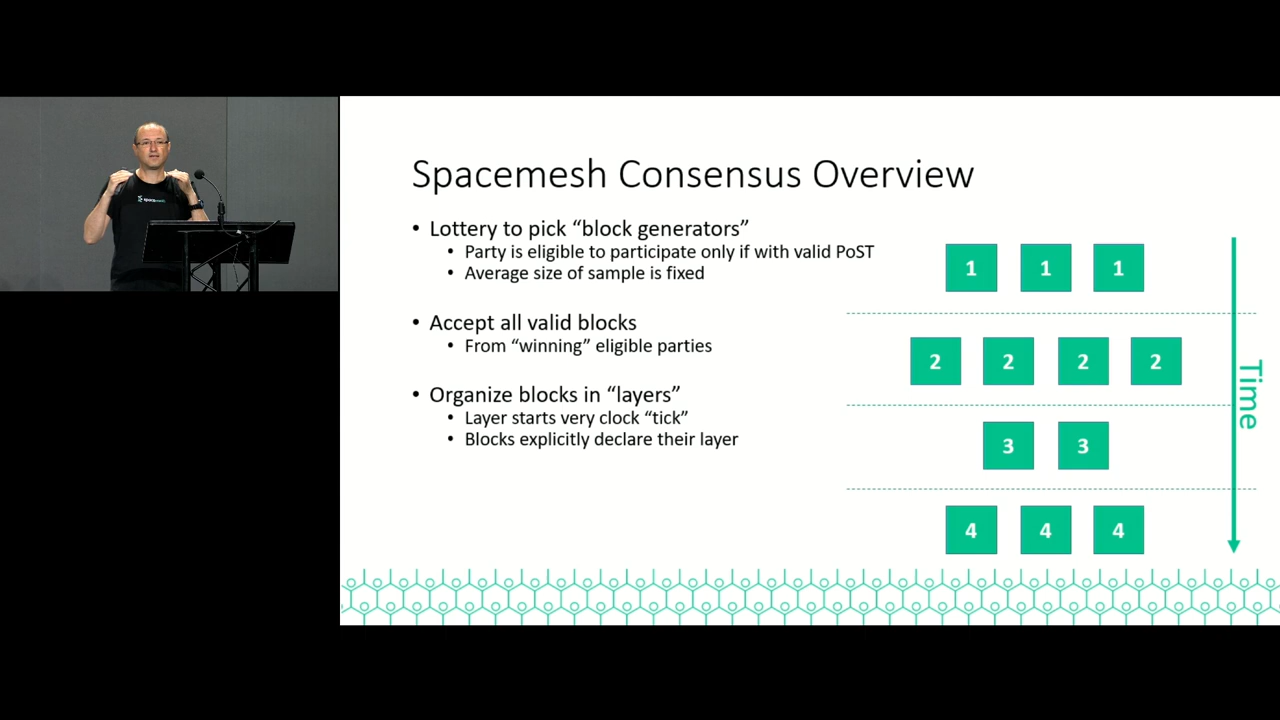 spacemesh
Spacemesh Consensus Overview
• Lottery to pick “block generators”
• Party is eligible to participate only if with valid PoST
• Average size of sample is fixed
• Accept all valid blocks
• From “winning” eligible parties
• Organize blocks in “layers”
• Layer starts very clock “tick”
• Blocks explicitly declare their layer
1 1 1
2 2 2 2
3 3
4 4 4
Time